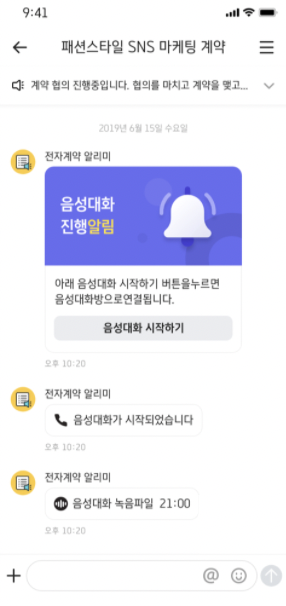 9:41
패션스타일 SNS 마케팅 계약
계약 협의 진행중입니다. 협의를 마치고 계약을 맺고...
2019년 6월 15일 수요일
전자계약 알리미
음성대화
진행알림
아래 음성대화 시작하기 버튼을누르면
음성대화방으로연결됩니다.
음성대화 시작하기
오후 10:20
전자계약 알리미
음성대화가 시작되었습니다
오후 10:20
전자계약 알리미
음성대화 녹음파일 21:00
오후 10:20
@